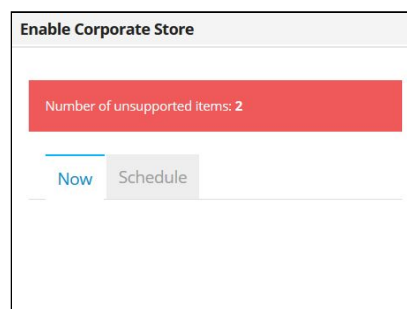 Enable Corporate Store
Number of unsupported items: 2
Now Schedule